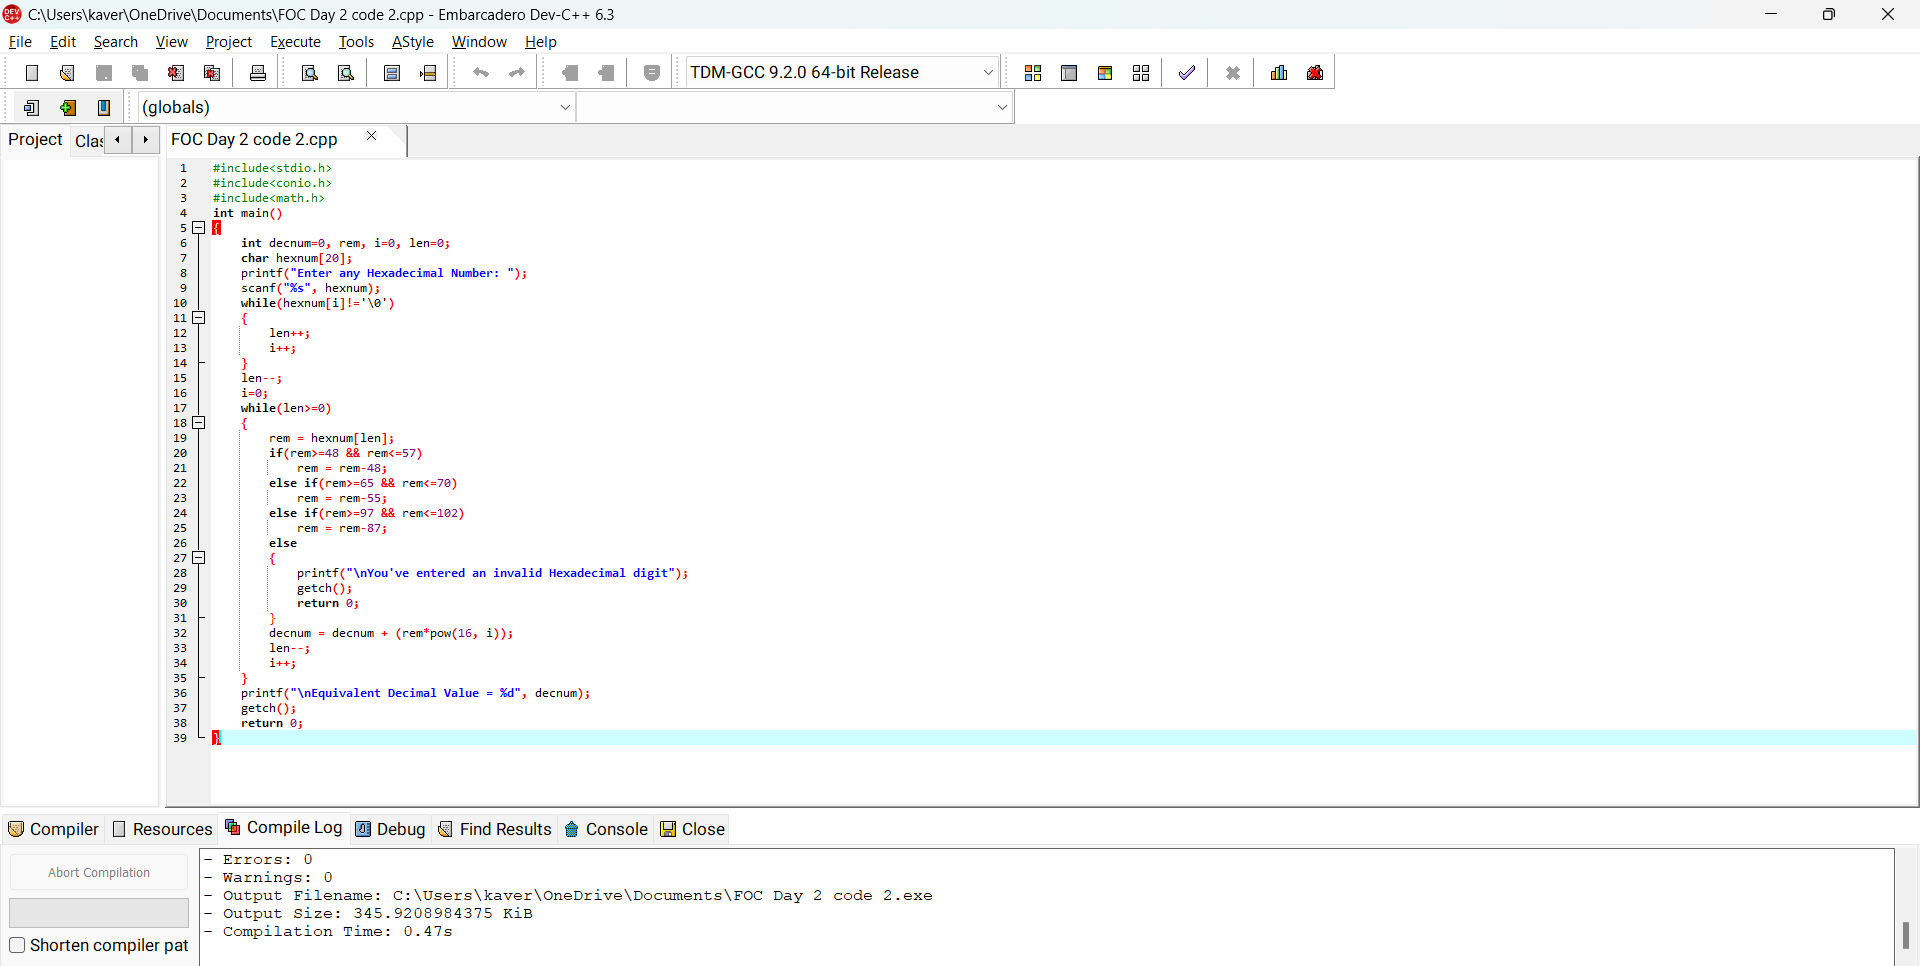 C:\Users\kaver\OneDrive\Documents\FOC Day 2 code 2.cpp - Embarcadero Dev-C++ 6.3
File Edit Search View Project Execute Tools AStyle Window Help
TDM-GCC 9.2.0 64-bit Release
(globals)
Project Clas FOC Day 2 code 2.cpp
1 #include<stdio.h>
2 #include<conio.h>
3 #include<math.h>
4 int main()
5 {
6 int decnum=0, rem, i=0, len=0;
7 char hexnum[20];
8 printf("Enter any Hexadecimal Number: ");
9 scanf("%s", hexnum);
10 while(hexnum[i]!='\0')
11 {
12 len++;
13 i++;
14 }
15 len--;
16 i=0;
17 while(len>=0)
18 {
19 rem = hexnum[len];
20 if(rem>=48 && rem<=57)
21 rem = rem-48;
22 else if(rem>=65 && rem<=70)
23 rem = rem-55;
24 else if(rem>=97 && rem<=102)
25 rem = rem-87;
26 else
27 {
28 printf("\nYou've entered an invalid Hexadecimal digit");
29 getch();
30 return 0;
31 }
32 decnum = decnum + (rem*pow(16, i));
33 len--;
34 i++;
35 }
36 printf("\nEquivalent Decimal Value = %d", decnum);
37 getch();
38 return 0;
39 }
Compiler Resources Compile Log Debug Find Results Console Close
Abort Compilation
Shorten compiler pat
- Errors: 0
- Warnings: 0
- Output Filename: C:\Users\kaver\OneDrive\Documents\FOC Day 2 code 2.exe
- Output Size: 345.9208984375 KiB
- Compilation Time: 0.47s